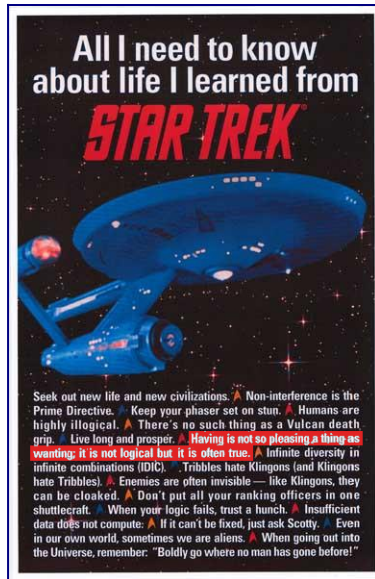 All I need to know
about life I learned from
STAR TREK®
Seek out new life and new civilizations. Non-interference is the
Prime Directive. Keep your phaser set on stun. Humans are
highly illogical. There's no such thing as a Vulcan death
grip. Live long and prosper. Having is not so pleasing a thing as
wanting; it is not logical but it is often true. Infinite diversity in
infinite combinations (IDIC). Tribbles hate Klingons (and Klingons
hate Tribbles). Enemies are often invisible — like Klingons, they
can be cloaked. Don't put all your ranking officers in one
shuttlecraft. When your logic fails, trust a hunch. Insufficient
data does not compute. If it can't be fixed, just ask Scotty. Even
in our own world, sometimes we are aliens. When going out into
the Universe, remember: "Boldly go where no man has gone before!"